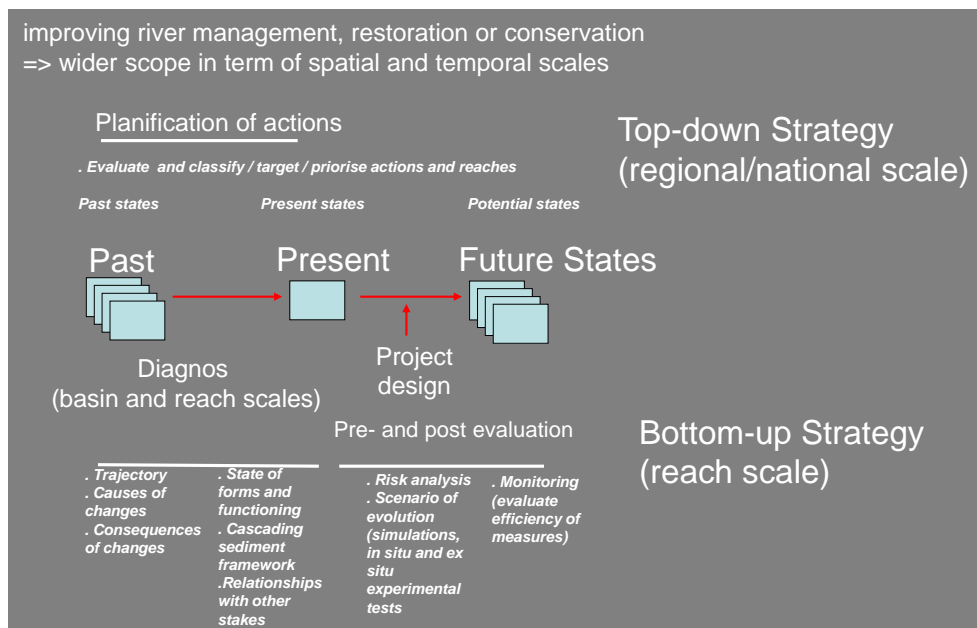 improving river management, restoration or conservation
=> wider scope in term of spatial and temporal scales
Planification of actions
Top-down Strategy
(regional/national scale)
. Evaluate and classify / target / priorise actions and reaches
Past states
Present states
Potential states
Past
Present
Future States
Project
design
Diagnos
(basin and reach scales)
Pre- and post evaluation
Bottom-up Strategy
(reach scale)
. Trajectory
. Causes of
changes
. Consequences
of changes
. State of
forms and
functioning
. Cascading
sediment
framework
.Relationships
with other
stakes
. Risk analysis
. Scenario of
evolution
(simulations,
in situ and ex
situ
experimental
tests
. Monitoring
(evaluate
efficiency of
measures)